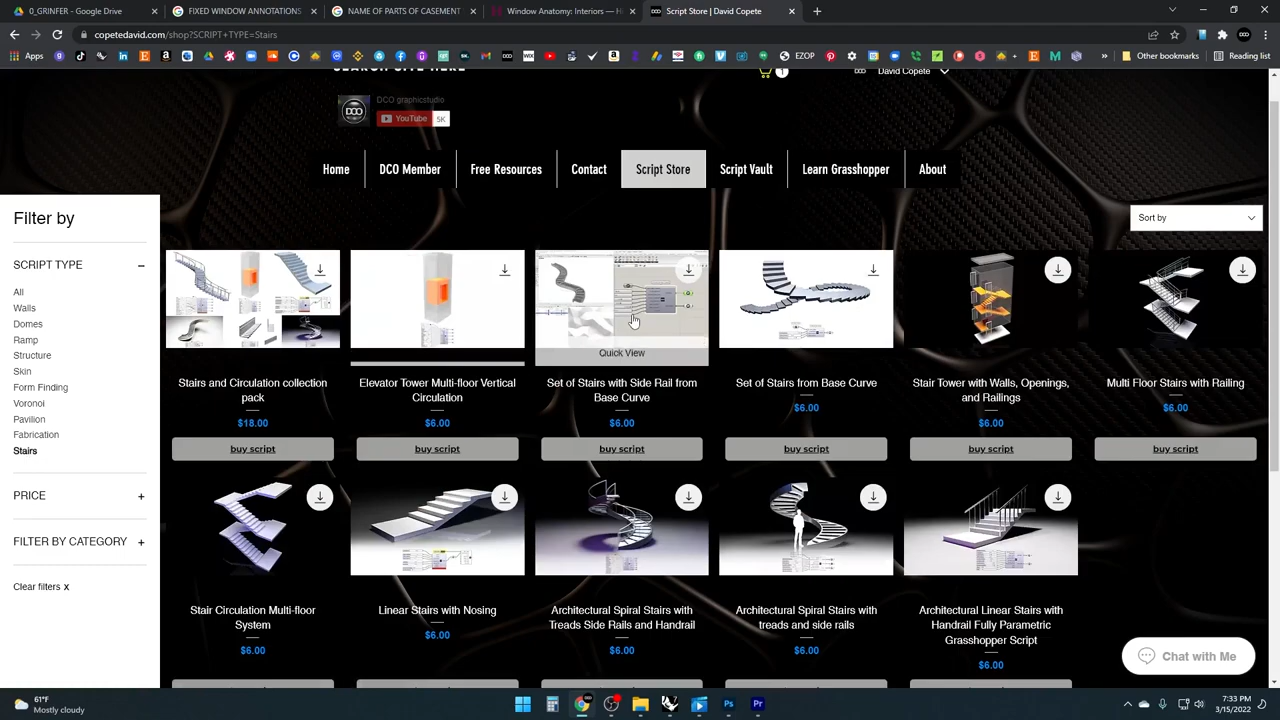 0_GRINFER - Google Drive
FIXED WINDOW ANNOTATIONS
NAME OF PARTS OF CASEMENT
Window Anatomy: Interiors — H
Script Store | David Copete
copetedavid.com/shop?SCRIPT+TYPE=Stairs
Apps
EZOP
Other bookmarks
Reading list
SEARCH SITE HERE
1
David Copete
DCO graphicstudio
YouTube 5K
Home
DCO Member
Free Resources
Contact
Script Store
Script Vault
Learn Grasshopper
About
Filter by
Sort by
SCRIPT TYPE
All
Walls
Domes
Ramp
Structure
Skin
Form Finding
Voronoi
Pavilion
Fabrication
Stairs
PRICE
FILTER BY CATEGORY
Clear filters x
Quick View
Stairs and Circulation collection
pack
$18.00
buy script
Elevator Tower Multi-floor Vertical
Circulation
$6.00
buy script
Set of Stairs with Side Rail from
Base Curve
$6.00
buy script
Set of Stairs from Base Curve
$6.00
buy script
Stair Tower with Walls, Openings,
and Railings
$6.00
buy script
Multi Floor Stairs with Railing
$6.00
buy script
Stair Circulation Multi-floor
System
$6.00
Linear Stairs with Nosing
$6.00
Architectural Spiral Stairs with
Treads Side Rails and Handrail
$6.00
Architectural Spiral Stairs with
treads and side rails
$6.00
Architectural Linear Stairs with
Handrail Fully Parametric
Grasshopper Script
$6.00
Chat with Me
61°F
Mostly cloudy
7:33 PM
3/15/2022